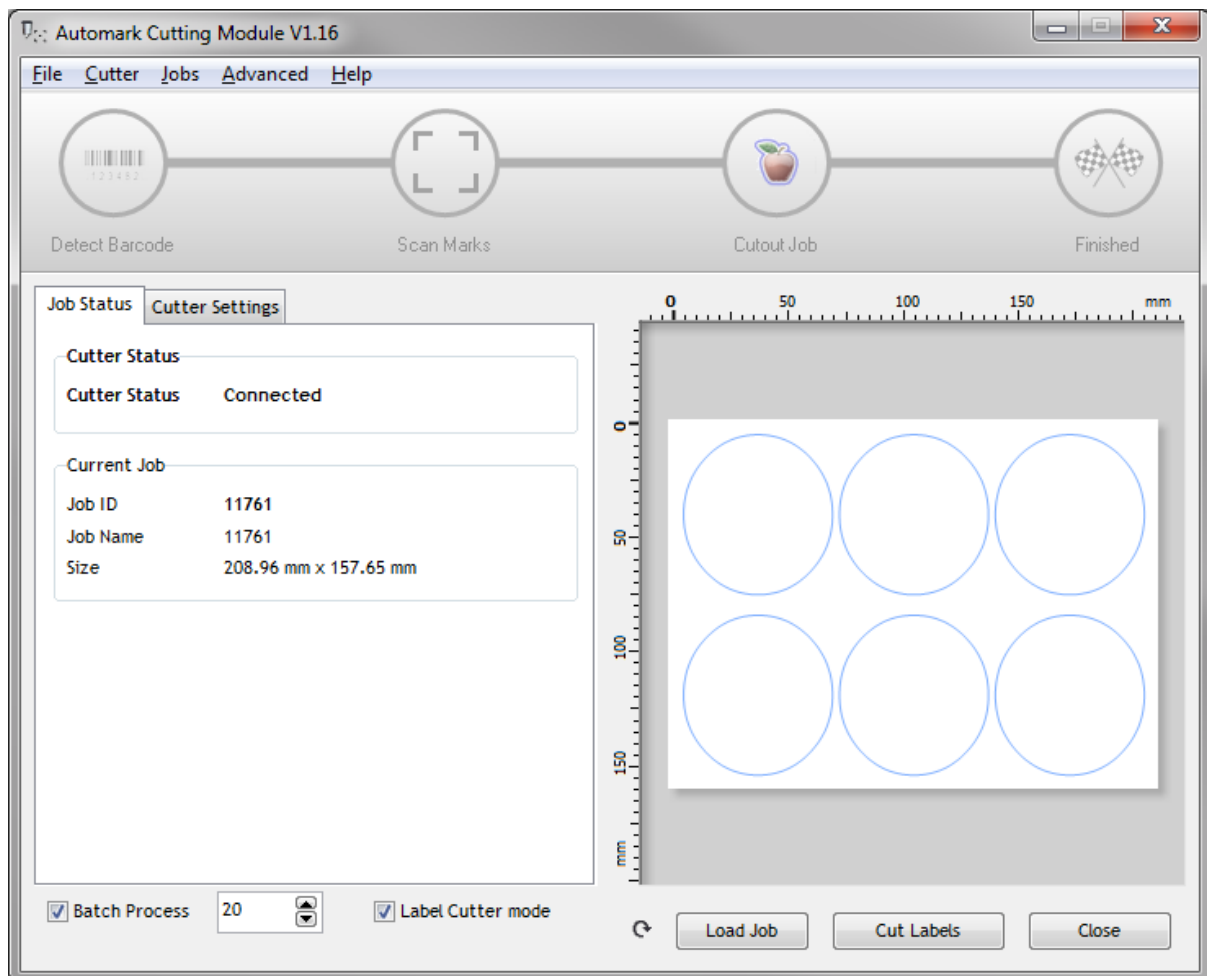 Automark Cutting Module V1.16
File Cutter Jobs Advanced Help
123482
Detect Barcode Scan Marks Cutout Job Finished
Job Status Cutter Settings
Cutter Status
Cutter Status Connected
Current Job
Job ID 11761
Job Name 11761
Size 208.96 mm x 157.65 mm
0 50 100 150 mm
0
50
100
150
mm
Batch Process 20 Label Cutter mode
Load Job Cut Labels Close